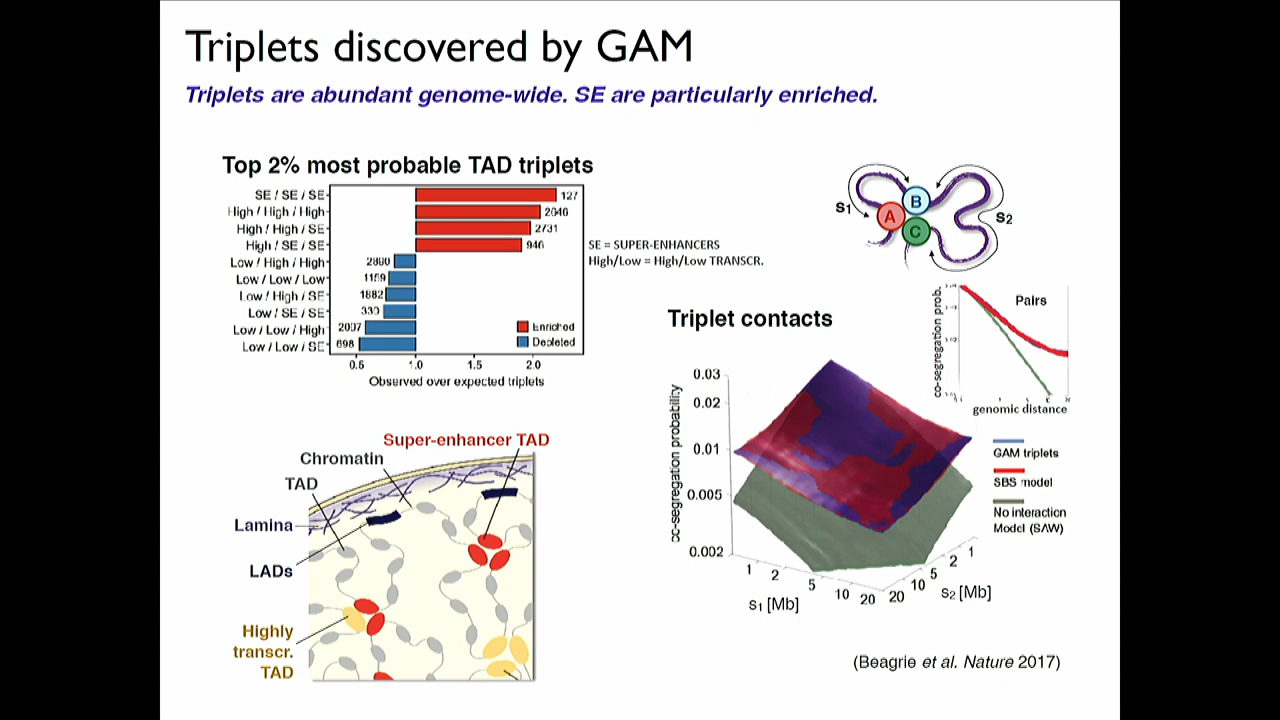 Triplets discovered by GAM
Triplets are abundant genome-wide. SE are particularly enriched.
Top 2% most probable TAD triplets
SE / SE / SE
127
High / High / High
2046
High / High / SE
2731
High / SE / SE
946
Low / High / High
Low / Low / Low
1159
Low / High / SE
1882
Low / SE / SE
330
Low / Low / High
2097
Low / Low / SE
698
Enriched
Depleted
0.5 1.0 1.5 2.0
Observed over expected triplets
SE = SUPER-ENHANCERS
High/Low = High/Low TRANSCR.
S1
A
B
C
S2
Triplet contacts
Pairs
co-segregation prob.
genomic distance
co-segregation probability
0.03
0.02
0.01
0.005
0.002
1 2 5 10 20
s1 [Mb]
20 10 5 2 1
s2 [Mb]
GAM triplets
SBS model
No interaction
Model (SAW)
Super-enhancer TAD
Chromatin
TAD
Lamina
LADs
Highly
transcr.
TAD
(Beagrie et al. Nature 2017)